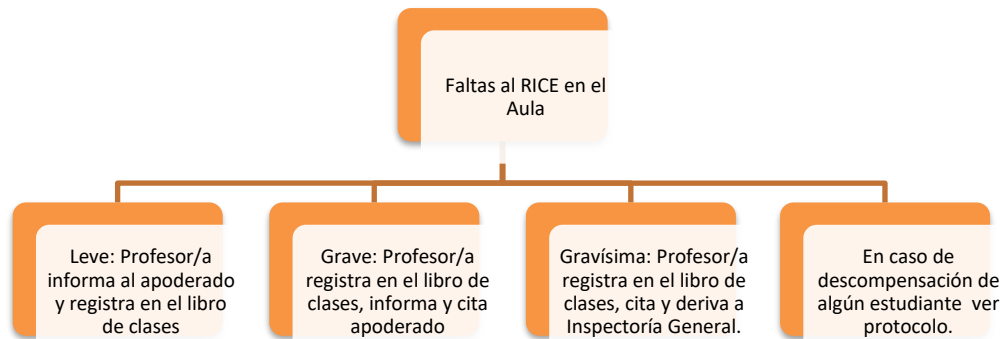 Faltas al RICE en el
Aula
Leve: Profesor/a
informa al apoderado
y registra en el libro
de clases
Grave: Profesor/a
registra en el libro de
clases, informa y cita
apoderado
Gravísima: Profesor/a
registra en el libro de
clases, cita y deriva a
Inspectoría General.
En caso de
descompensación de
algún estudiante ver
protocolo.